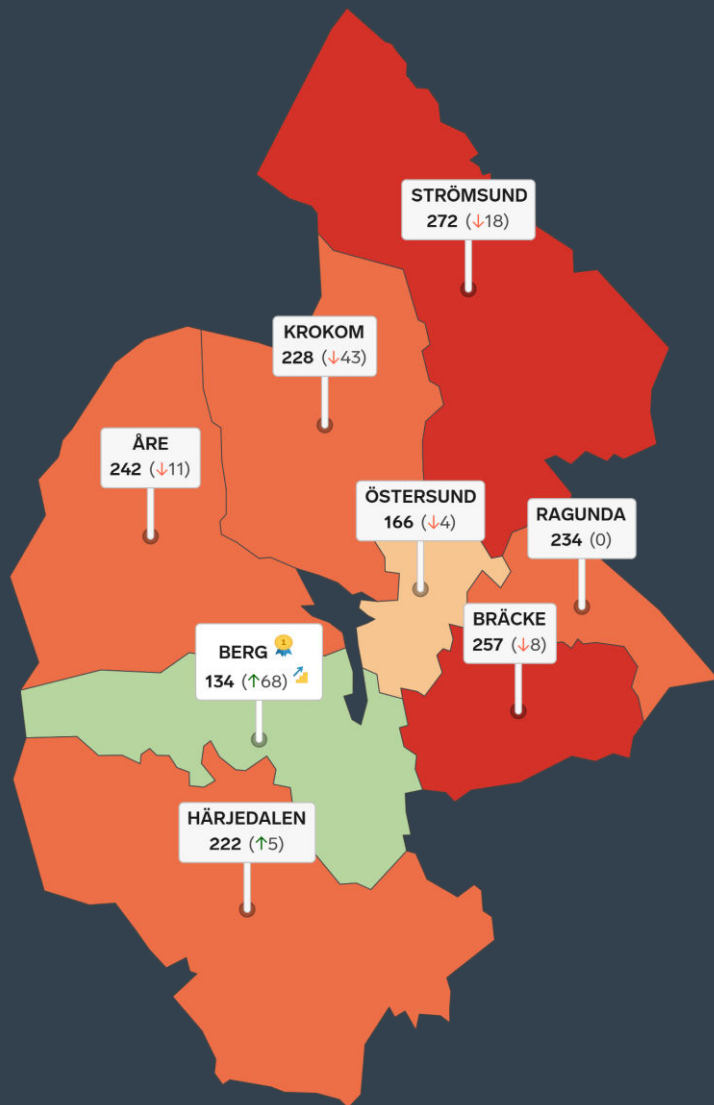 STRÖMSUND
272 (↓18)
KROKOM
228 (↓43)
ÅRE
242 (↓11)
ÖSTERSUND
166 (↓4)
RAGUNDA
234 (0)
BRÄCKE
257 (↓8)
BERG
134 (↑68)
HÄRJEDALEN
222 (↑5)